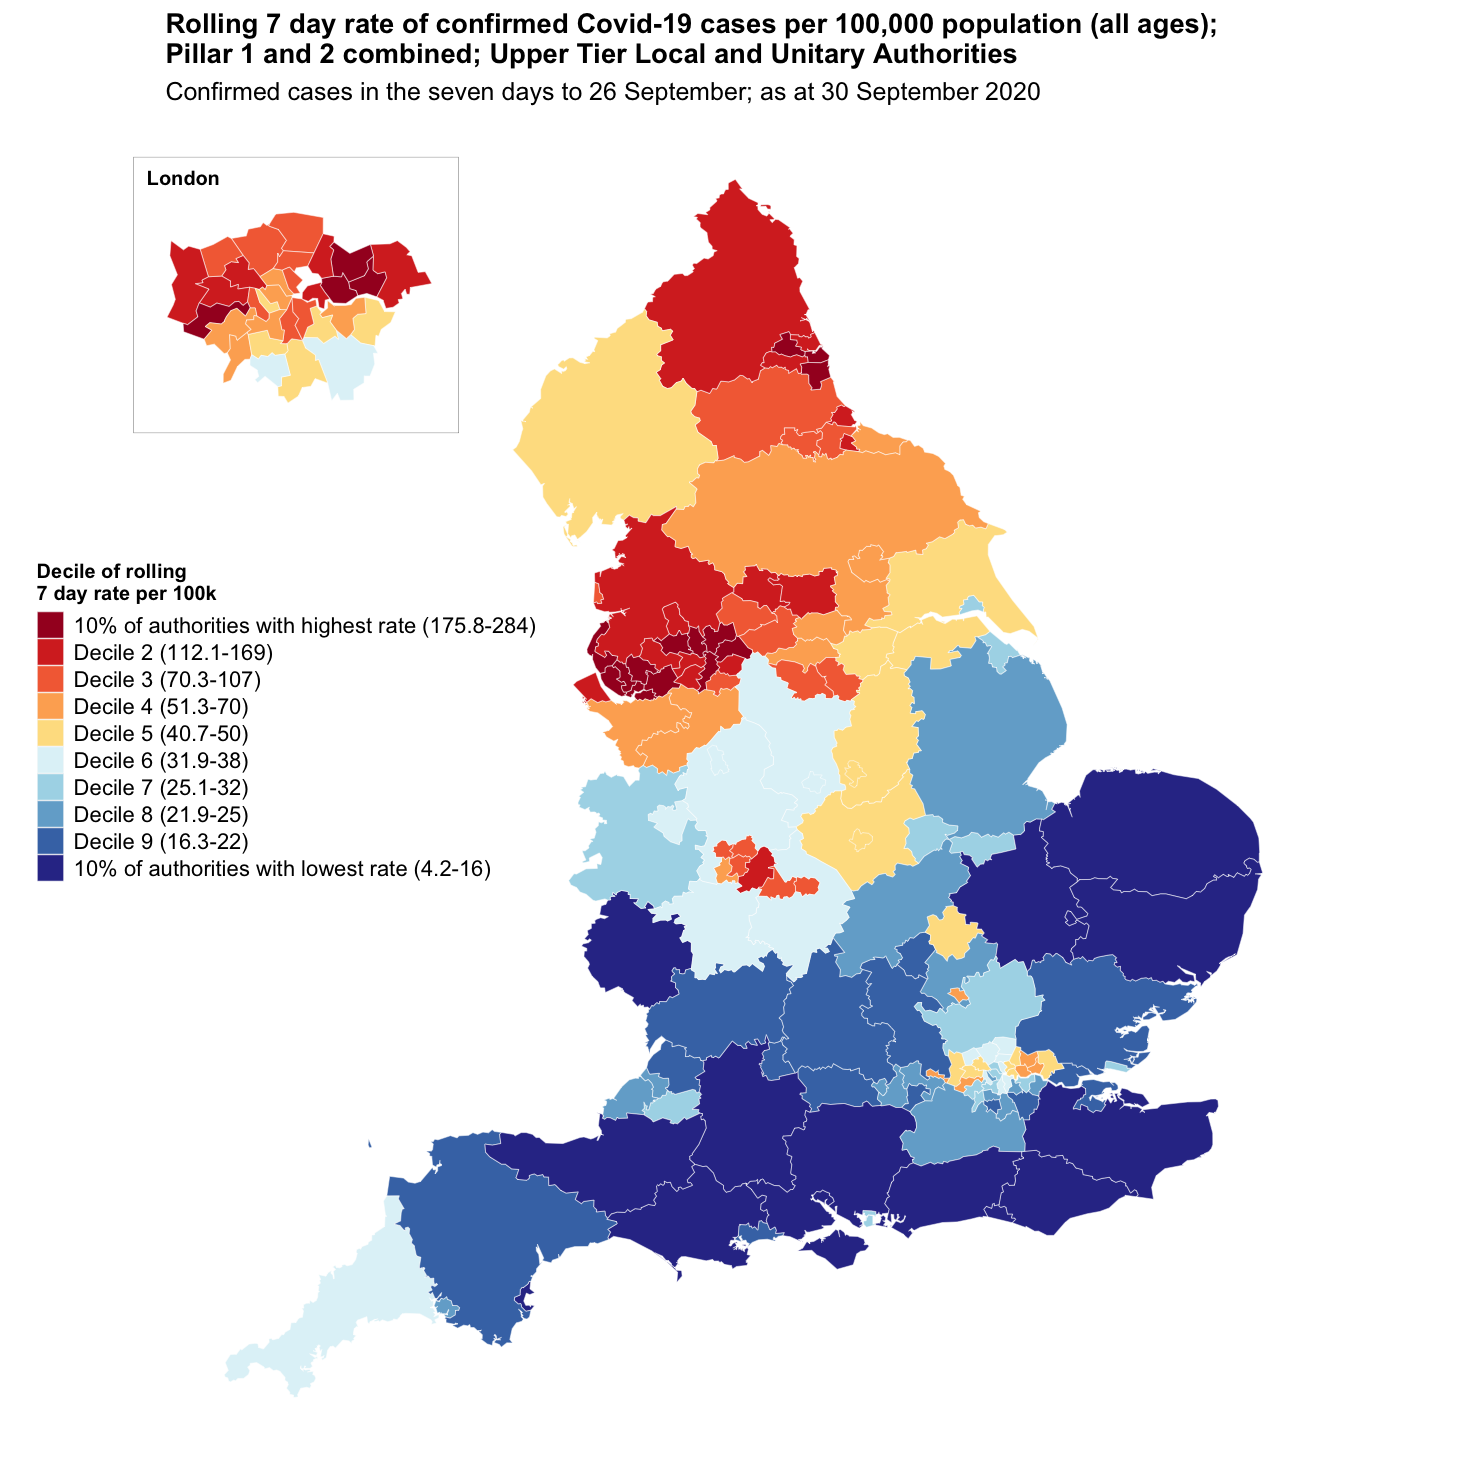 Rolling 7 day rate of confirmed Covid-19 cases per 100,000 population (all ages);
Pillar 1 and 2 combined; Upper Tier Local and Unitary Authorities
Confirmed cases in the seven days to 26 September; as at 30 September 2020
London
Decile of rolling
7 day rate per 100k
10% of authorities with highest rate (175.8-284)
Decile 2 (112.1-169)
Decile 3 (70.3-107)
Decile 4 (51.3-70)
Decile 5 (40.7-50)
Decile 6 (31.9-38)
Decile 7 (25.1-32)
Decile 8 (21.9-25)
Decile 9 (16.3-22)
10% of authorities with lowest rate (4.2-16)